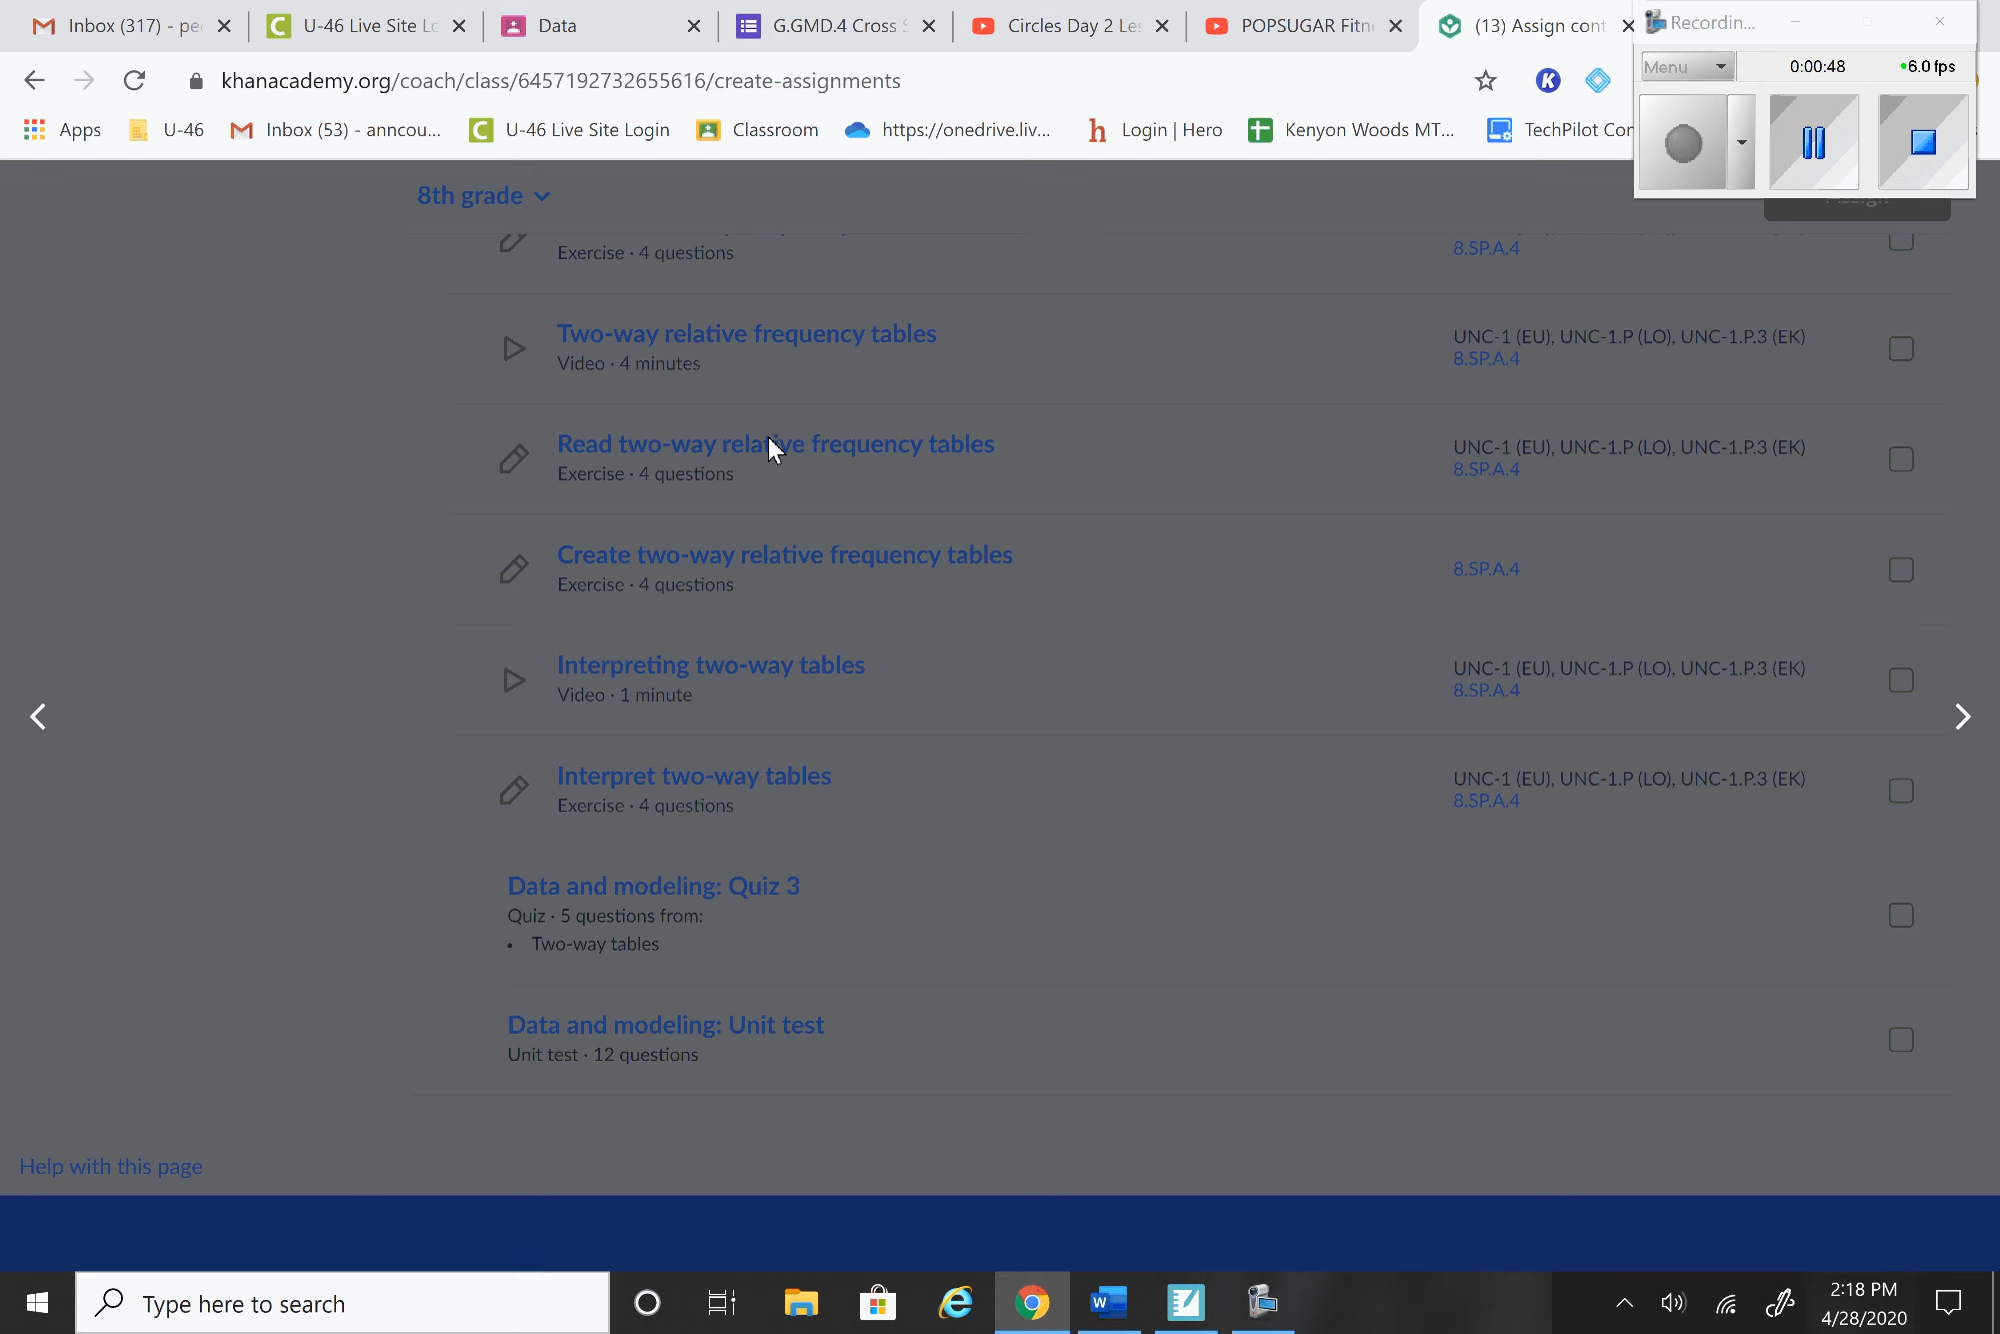 Inbox (317) - pe
U-46 Live Site Lo
Data
G.GMD.4 Cross S
Circles Day 2 Les
POPSUGAR Fitn
(13) Assign cont
Recordin...
Menu
0:00:48
6.0 fps
khanacademy.org/coach/class/6457192732655616/create-assignments
Apps
U-46
Inbox (53) - anncou...
U-46 Live Site Login
Classroom
https://onedrive.liv...
Login | Hero
Kenyon Woods MT...
TechPilot Cor
8th grade
Exercise · 4 questions
8.SP.A.4
Two-way relative frequency tables
Video · 4 minutes
UNC-1 (EU), UNC-1.P (LO), UNC-1.P.3 (EK)
8.SP.A.4
Read two-way relative frequency tables
Exercise · 4 questions
UNC-1 (EU), UNC-1.P (LO), UNC-1.P.3 (EK)
8.SP.A.4
Create two-way relative frequency tables
Exercise · 4 questions
8.SP.A.4
Interpreting two-way tables
Video · 1 minute
UNC-1 (EU), UNC-1.P (LO), UNC-1.P.3 (EK)
8.SP.A.4
Interpret two-way tables
Exercise · 4 questions
UNC-1 (EU), UNC-1.P (LO), UNC-1.P.3 (EK)
8.SP.A.4
Data and modeling: Quiz 3
Quiz · 5 questions from:
• Two-way tables
Data and modeling: Unit test
Unit test · 12 questions
Help with this page
Type here to search
2:18 PM
4/28/2020